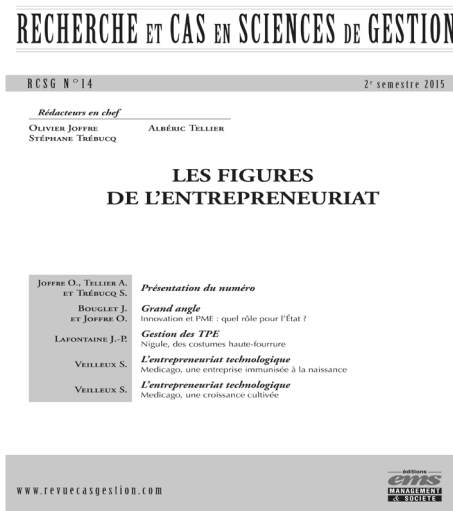 RECHERCHE ET CAS EN SCIENCES DE GESTION
RCSG N°14
2e semestre 2015
Rédacteurs en chef
OLIVIER JOFFRE
ALBÉRIC TELLIER
STÉPHANE TRÉBUCQ
LES FIGURES
DE L'ENTREPRENEURIAT
JOFFRE O., TELLIER A.
ET TRÉBUCQ S.
Présentation du numéro
BOUGLET J.
ET JOFFRE O.
Grand angle
Innovation et PME : quel rôle pour l'État ?
LAFONTAINE J.-P.
Gestion des TPE
Nigule, des costumes haute-fourrure
VEILLEUX S.
L'entrepreneuriat technologique
Medicago, une entreprise immunisée à la naissance
VEILLEUX S.
L'entrepreneuriat technologique
Medicago, une croissance cultivée
www.revuecasgestion.com
éditions
ems
MANAGEMENT
& SOCIÉTÉ